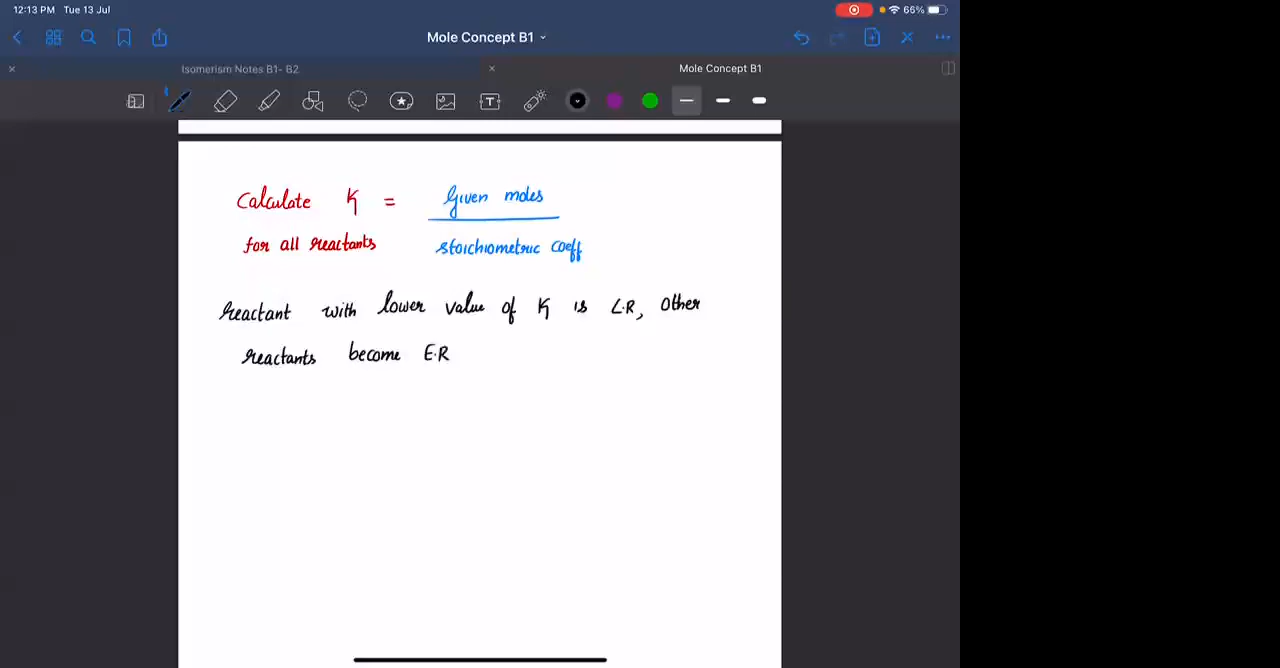 12:13 PM Tue 13 Jul
66%
Mole Concept B1
Isomerism Notes B1- B2
Mole Concept B1
Calculate K = Given moles
for all reactants stoichiometric coeff
reactant with lower value of K is L.R, Other
reactants become E.R